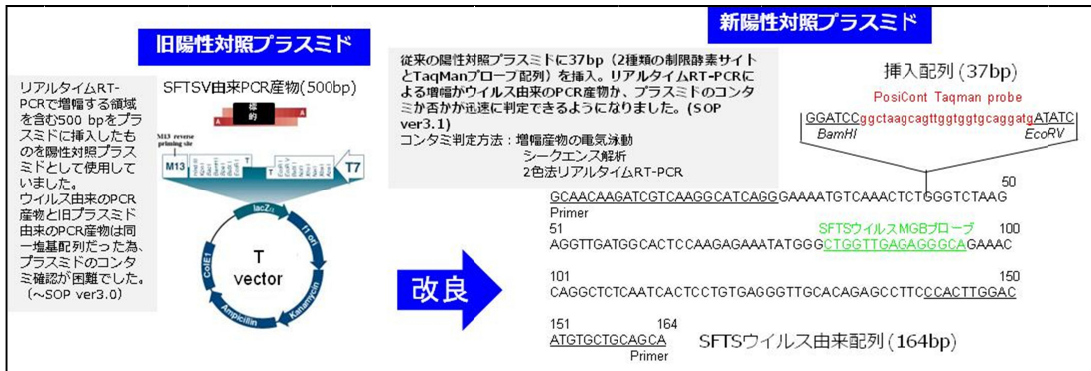 旧陽性対照プラスミド
リアルタイムRT-
PCRで増幅する領域
を含む500 bpをプラ
スミドに挿入したも
のを陽性対照プラス
ミドとして使用して
いました。
ウイルス由来のPCR
産物と旧プラスミド
由来のPCR産物は同
一塩基配列だった為、
プラスミドのコンタ
ミ確認が困難でした。
(～SOP ver3.0)
SFTSV由来PCR産物(500bp)
標的
A
A
M13 reverse
priming site
M13
T
T7
lacZ
f1 ori
Kanamycin
Ampicillin
ColE1
T
vector
改良
新陽性対照プラスミド
従来の陽性対照プラスミドに37bp（2種類の制限酵素サイト
とTaqManプローブ配列）を挿入。リアルタイムRT-PCRに
よる増幅がウイルス由来のPCR産物か、プラスミドのコンタ
ミか否かが迅速に判定できるようになりました。(SOP
ver3.1)
コンタミ判定方法：増幅産物の電気泳動
シークエンス解析
2色法リアルタイムRT-PCR
挿入配列(37bp)
PosiCont Taqman probe
GGATCCggctaagcagttggtggtgcaggatgATATC
BamHI
EcoRV
50
GCAACAAGATCGTCAAGGCATCAGGGAAAATGTCAAACTCTGGGTCTAAG
Primer
51
SFTSウイルスMGBプローブ
100
AGGTTGATGGCACTCCAAGAGAAATATGGGCTGGTTGAGAGGGCAGAAAC
101
150
CAGGCTCTCAATCACTCCTGTGAGGGTTGCACAGAGCCTTCCCACTTGGAC
151
164
ATGTGCTGCAGCA
Primer
SFTSウイルス由来配列(164bp)